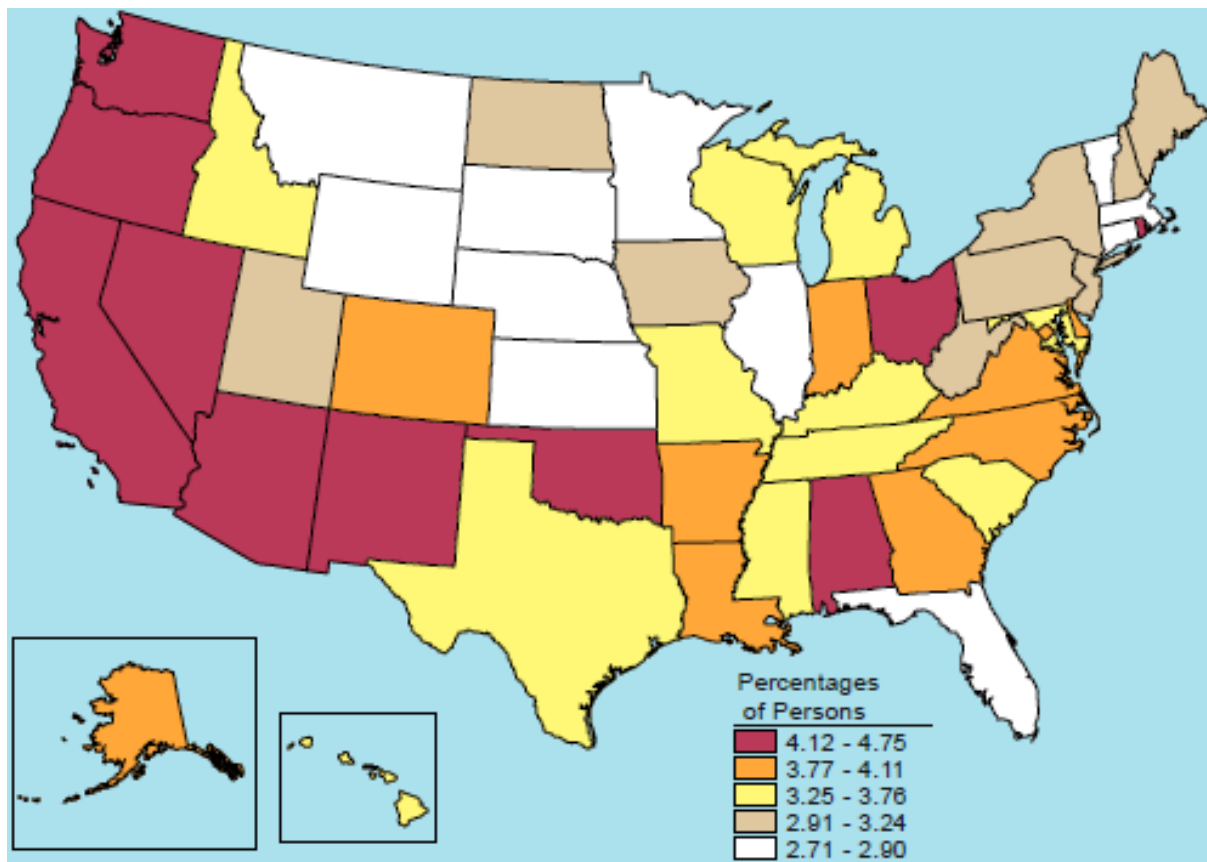 Percentages
of Persons
4.12 - 4.75
3.77 - 4.11
3.25 - 3.76
2.91 - 3.24
2.71 - 2.90